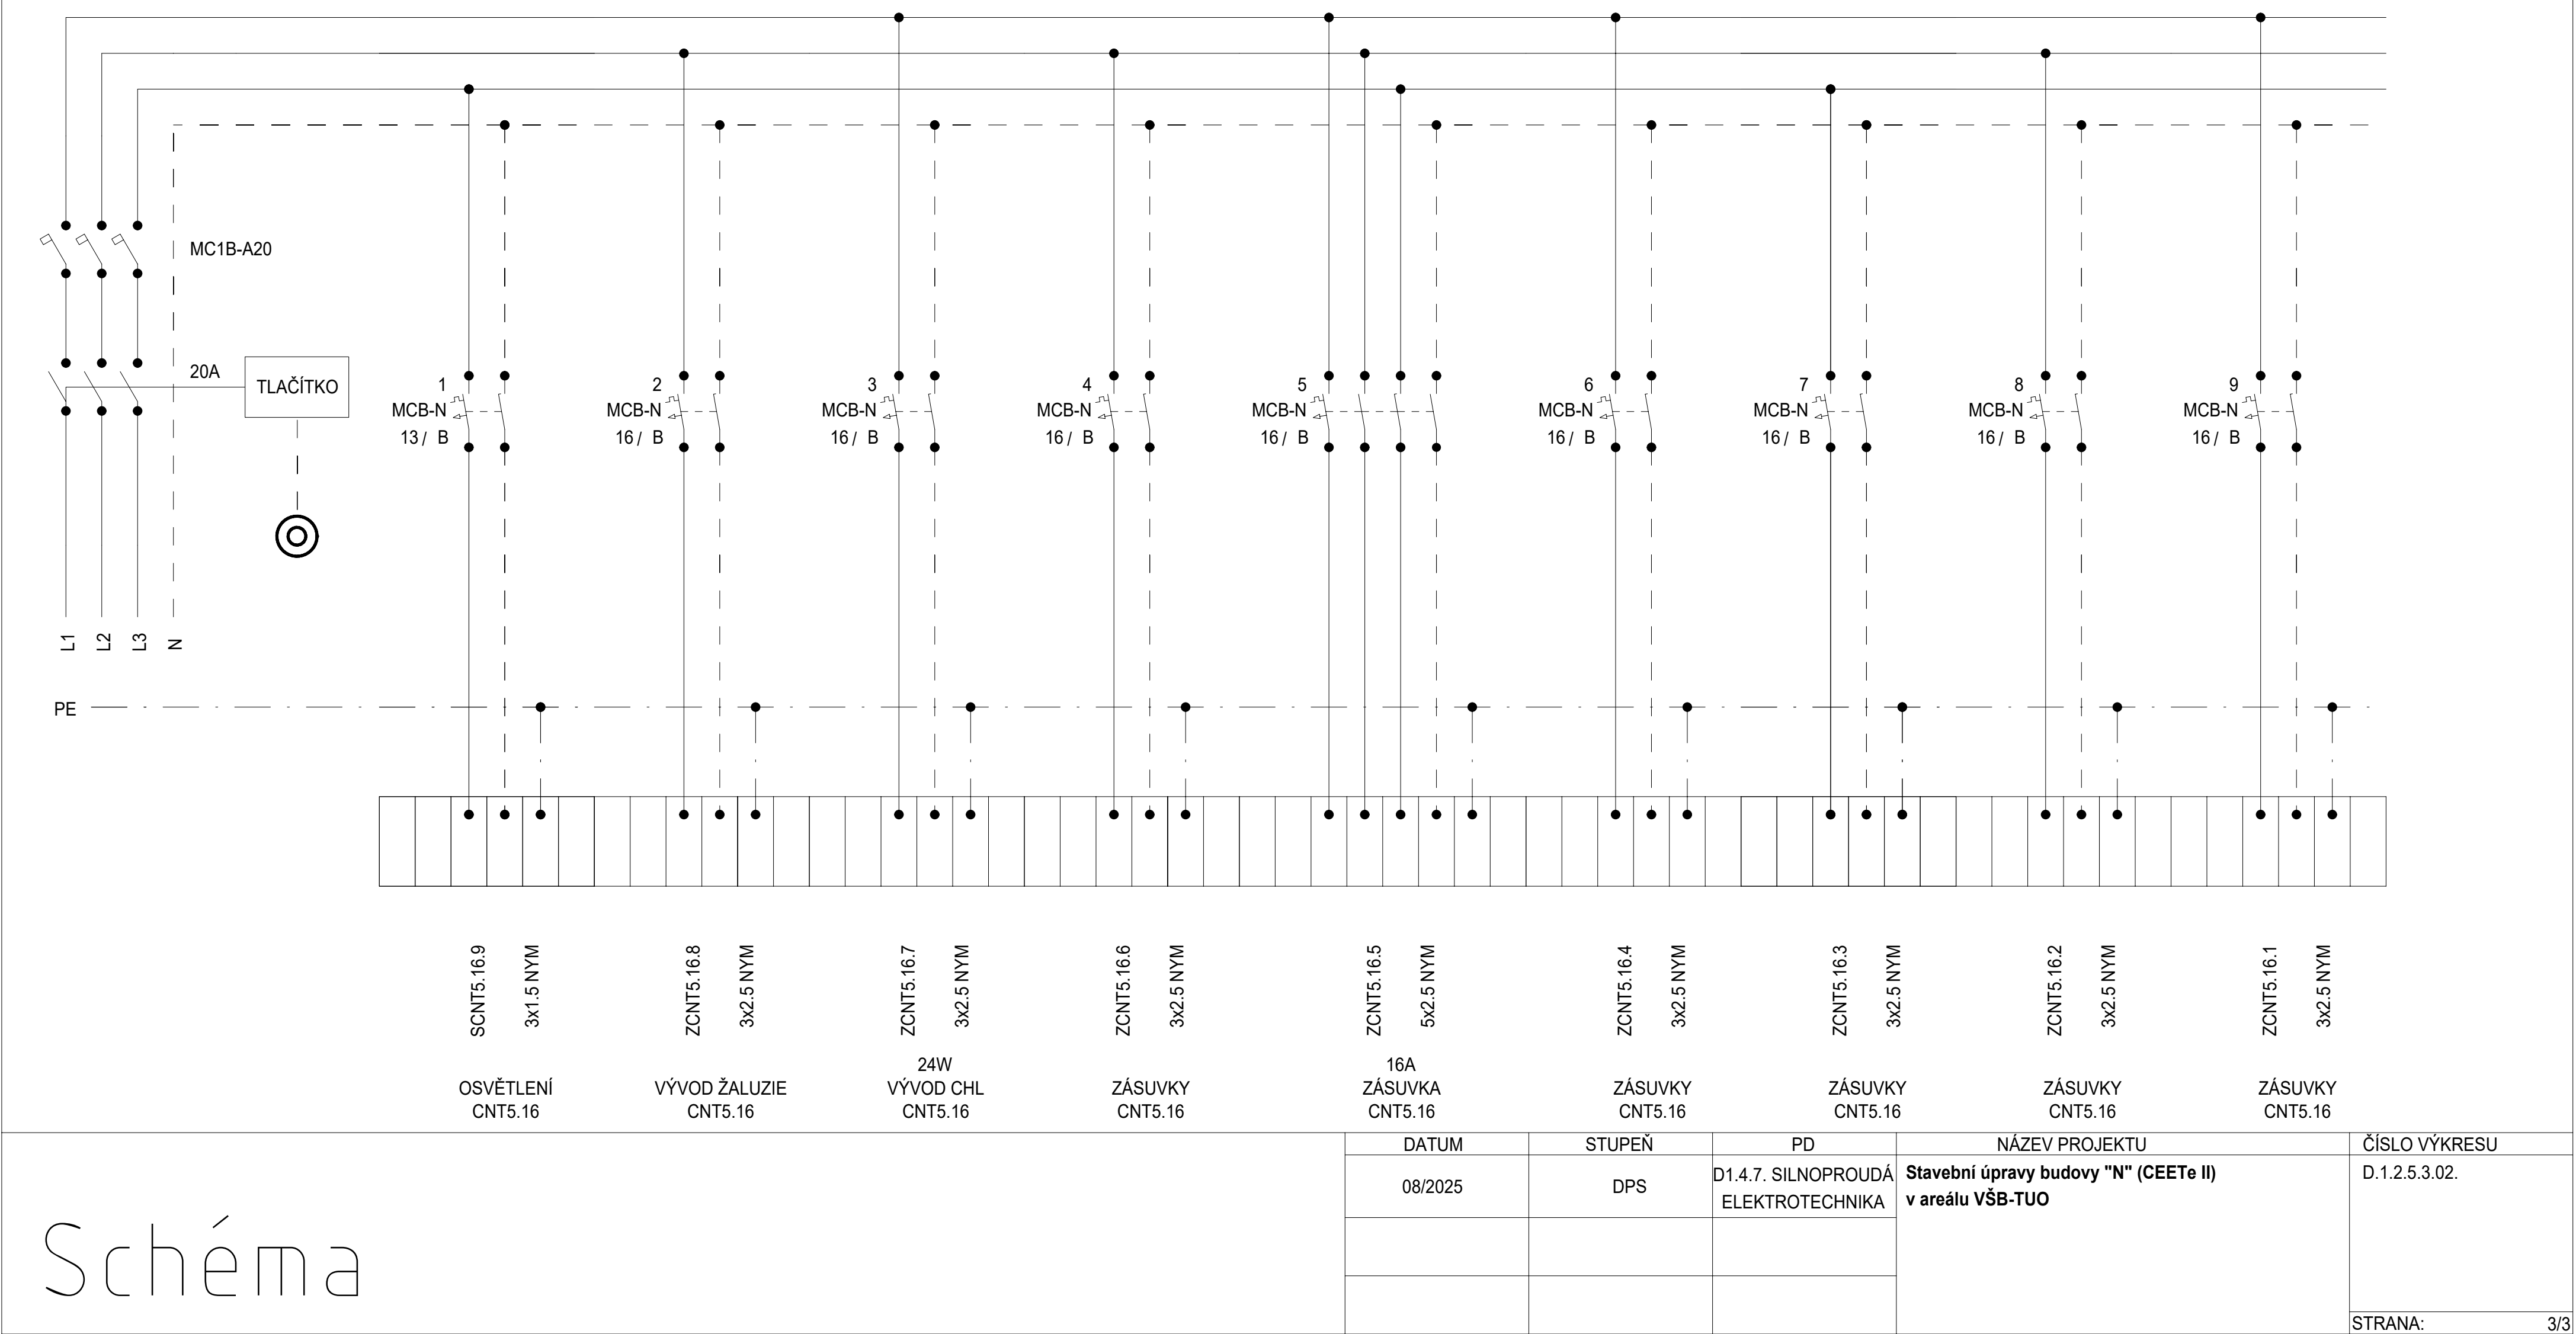 MC1B-A20
20A
TLAČÍTKO
L1
L2
L3
N
PE
1
MCB-N
13 / B
2
MCB-N
16 / B
3
MCB-N
16 / B
4
MCB-N
16 / B
5
MCB-N
16 / B
6
MCB-N
16 / B
7
MCB-N
16 / B
8
MCB-N
16 / B
9
MCB-N
16 / B
SCNT5.16.9
3x1.5 NYM
OSVĚTLENÍ
CNT5.16
ZCNT5.16.8
3x2.5 NYM
VÝVOD ŽALUZIE
CNT5.16
ZCNT5.16.7
3x2.5 NYM
24W
VÝVOD CHL
CNT5.16
ZCNT5.16.6
3x2.5 NYM
ZÁSUVKY
CNT5.16
ZCNT5.16.5
5x2.5 NYM
16A
ZÁSUVKA
CNT5.16
ZCNT5.16.4
3x2.5 NYM
ZÁSUVKY
CNT5.16
ZCNT5.16.3
3x2.5 NYM
ZÁSUVKY
CNT5.16
ZCNT5.16.2
3x2.5 NYM
ZÁSUVKY
CNT5.16
ZCNT5.16.1
3x2.5 NYM
ZÁSUVKY
CNT5.16
Schéma
DATUM
08/2025
STUPEŇ
DPS
PD
D1.4.7. SILNOPROUDÁ
ELEKTROTECHNIKA
NÁZEV PROJEKTU
Stavební úpravy budovy "N" (CEETe II)
v areálu VŠB-TUO
ČÍSLO VÝKRESU
D.1.2.5.3.02.
STRANA: 3/3